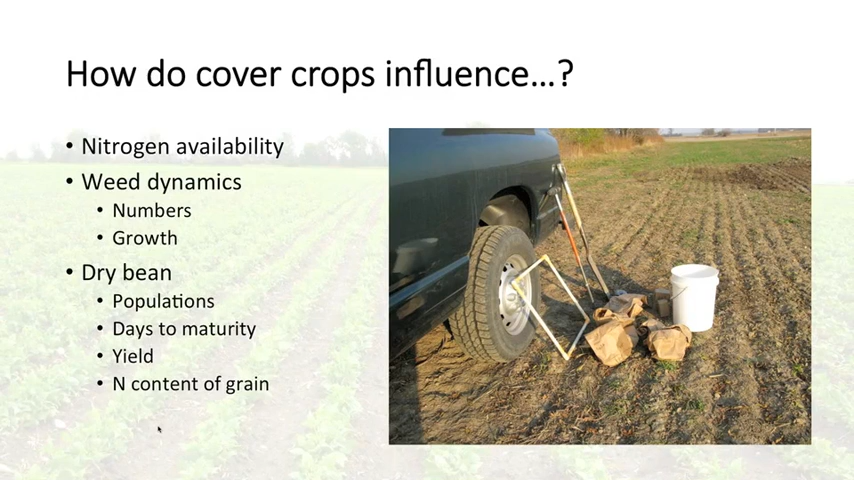 How do cover crops influence...?
• Nitrogen availability
• Weed dynamics
• Numbers
• Growth
• Dry bean
• Populations
• Days to maturity
• Yield
• N content of grain